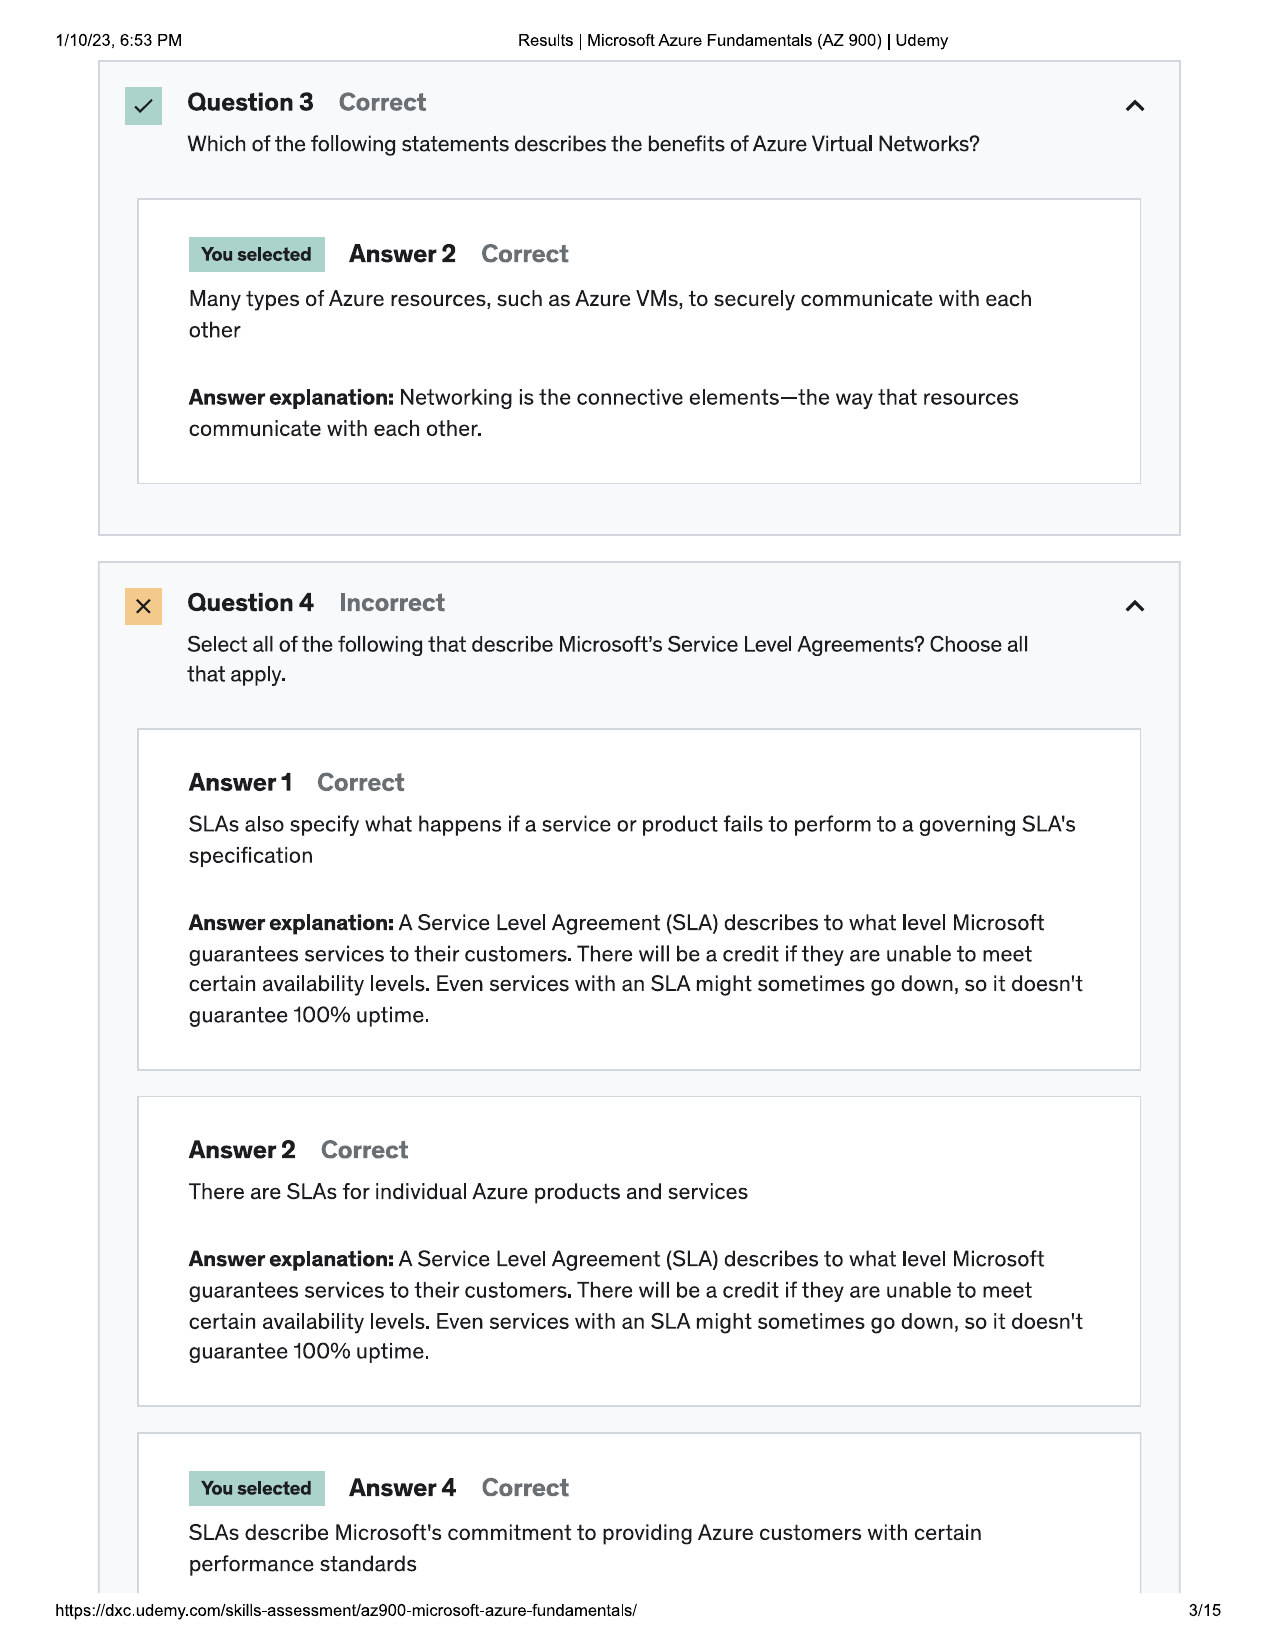 1/10/23, 6:53 PM
Results | Microsoft Azure Fundamentals (AZ 900) | Udemy
Question 3 Correct
Which of the following statements describes the benefits of Azure Virtual Networks?
You selected Answer 2 Correct
Many types of Azure resources, such as Azure VMs, to securely communicate with each
other
Answer explanation: Networking is the connective elements—the way that resources
communicate with each other.
Question 4 Incorrect
Select all of the following that describe Microsoft’s Service Level Agreements? Choose all
that apply.
Answer 1 Correct
SLAs also specify what happens if a service or product fails to perform to a governing SLA's
specification
Answer explanation: A Service Level Agreement (SLA) describes to what level Microsoft
guarantees services to their customers. There will be a credit if they are unable to meet
certain availability levels. Even services with an SLA might sometimes go down, so it doesn't
guarantee 100% uptime.
Answer 2 Correct
There are SLAs for individual Azure products and services
Answer explanation: A Service Level Agreement (SLA) describes to what level Microsoft
guarantees services to their customers. There will be a credit if they are unable to meet
certain availability levels. Even services with an SLA might sometimes go down, so it doesn't
guarantee 100% uptime.
You selected Answer 4 Correct
SLAs describe Microsoft's commitment to providing Azure customers with certain
performance standards
https://dxc.udemy.com/skills-assessment/az900-microsoft-azure-fundamentals/
3/15